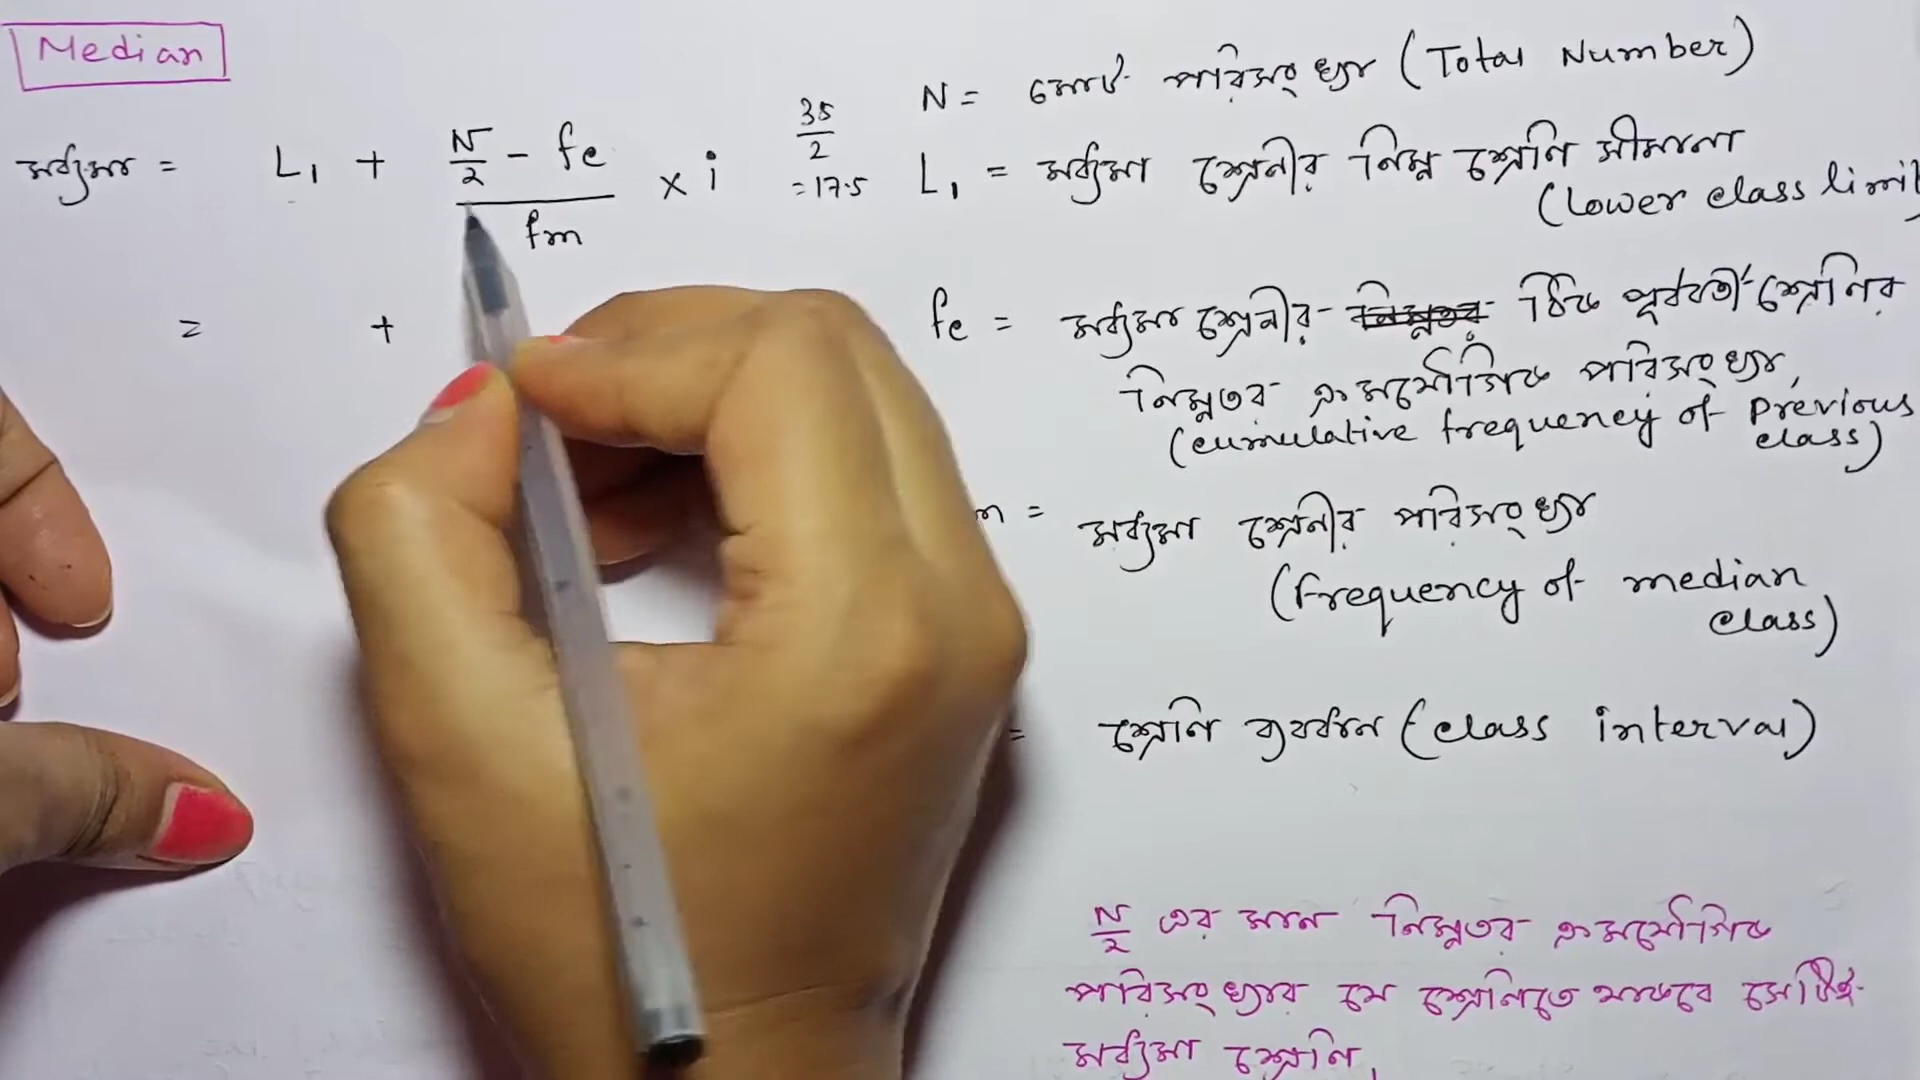 Median
মধ্যমা = L₁ + (N/2 - fc)/fm × i
35/2
= 17.5
= +
N = মোট পরিসংখ্যা (Total Number)
L₁ = মধ্যমা শ্রেনীর নিম্ন শ্রেণি সীমানা
(Lower class limit)
fc = মধ্যমা শ্রেনীর ঠিক পূর্ববর্তী শ্রেণির
নিম্নতর ক্রমযৌগিক পরিসংখ্যা,
(cumulative frequency of Previous
class)
m = মধ্যমা শ্রেনীর পরিসংখ্যা
(Frequency of median
class)
= শ্রেণি ব্যবধান (class interval)
N/2 এর মান নিম্নতর ক্রমযৌগিক
পরিসংখ্যার যে শ্রেণিতে থাকবে সেটিই
মধ্যমা শ্রেণি,